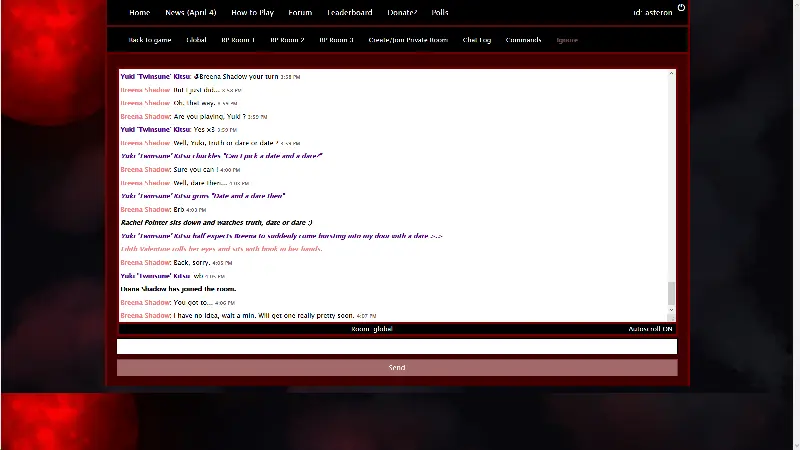 Home News (April 4) How to Play Forum Leaderboard Donate? Polls id: asteron
Back to game Global RP Room 1 RP Room 2 RP Room 3 Create/Join Private Room Chat Log Commands Ignore
Yuki 'Twinsune' Kitsu: Breena Shadow your turn 3:58 PM
Breena Shadow: But I just did... 3:58 PM
Breena Shadow: Oh, that way. 3:59 PM
Breena Shadow: Are you playing, Yuki ? 3:59 PM
Yuki 'Twinsune' Kitsu: Yes x3 3:59 PM
Breena Shadow: Well, Yuki, truth or dare or date ? 3:59 PM
Yuki 'Twinsune' Kitsu chuckles "Can I pick a date and a dare?"
Breena Shadow: Sure you can ! 4:00 PM
Breena Shadow: Well, dare then... 4:03 PM
Yuki 'Twinsune' Kitsu grins "Date and a dare then"
Breena Shadow: Brb 4:03 PM
Rachel Pointer sits down and watches truth, date or dare :)
Yuki 'Twinsune' Kitsu half expects Breena to suddenly come bursting into my door with a dare >.>
Edith Valentine rolls her eyes and sits with book in her hands.
Breena Shadow: Back, sorry. 4:05 PM
Yuki 'Twinsune' Kitsu: wb 4:05 PM
Diana Shadow has joined the room.
Breena Shadow: You got to... 4:06 PM
Breena Shadow: I have no idea, wait a min. Will get one really pretty soon. 4:07 PM
Room: global Autoscroll ON
Send